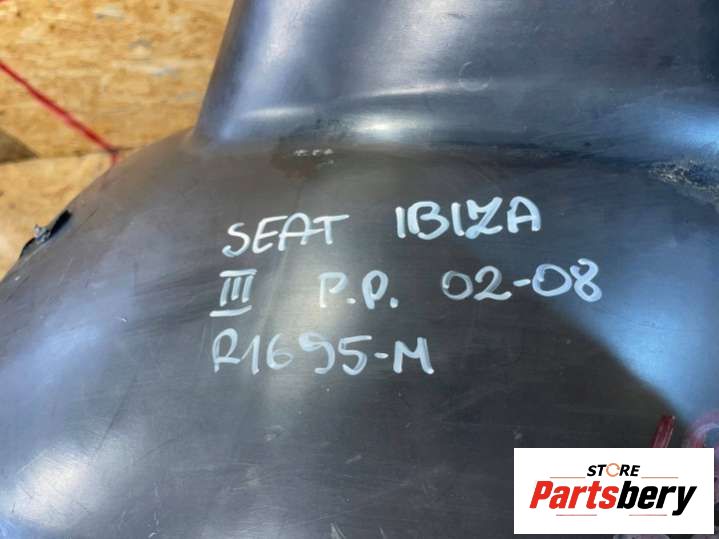 SEAT IBIZA
III P.P. 02-08
R1695-M
STORE
Partsbery